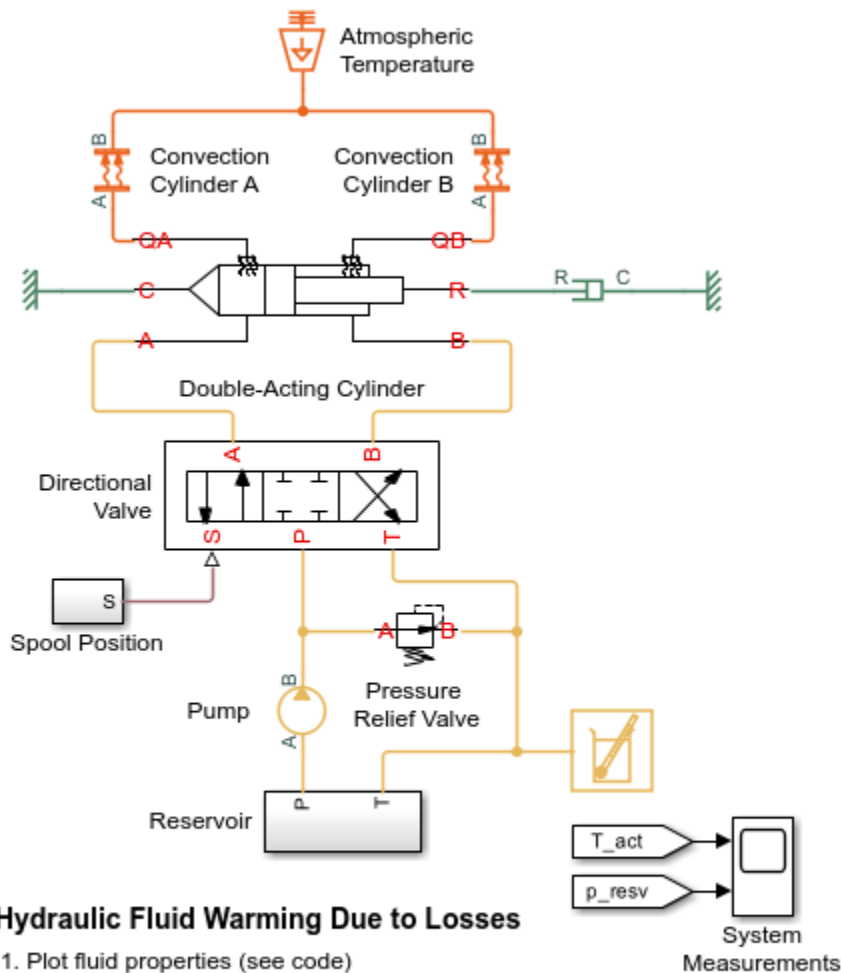 Atmospheric
Temperature
B
B
Convection
Cylinder A
Convection
Cylinder B
A
A
QA
QB
C
R
R
C
A
B
Double-Acting Cylinder
A
B
Directional
Valve
S
P
T
S
Spool Position
A
B
B
Pressure
Relief Valve
Pump
A
P
T
Reservoir
T_act
p_resv
Hydraulic Fluid Warming Due to Losses
System
Measurements
1. Plot fluid properties (see code)